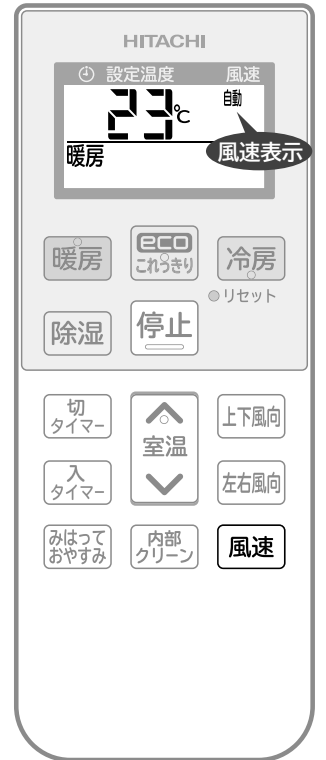 HITACHI
設定温度 風速
23℃ 自動
暖房
風速表示
暖房
eco
これっきり
冷房
リセット
除湿
停止
切
タイマー
室温
上下風向
入
タイマー
左右風向
みはって
おやすみ
内部
クリーン
風速